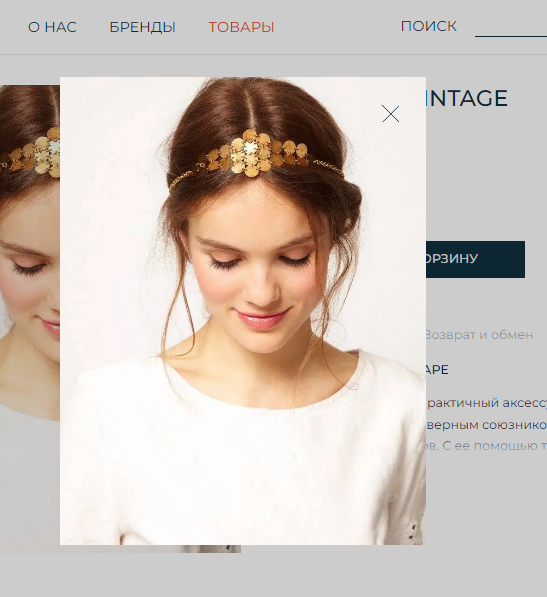 О НАС БРЕНДЫ ТОВАРЫ ПОИСК
INTAGE
ОРЗИНУ
Возврат и обмен
АРЕ
рактичный аксессу
верным союзнико
ов. С ее помощью т